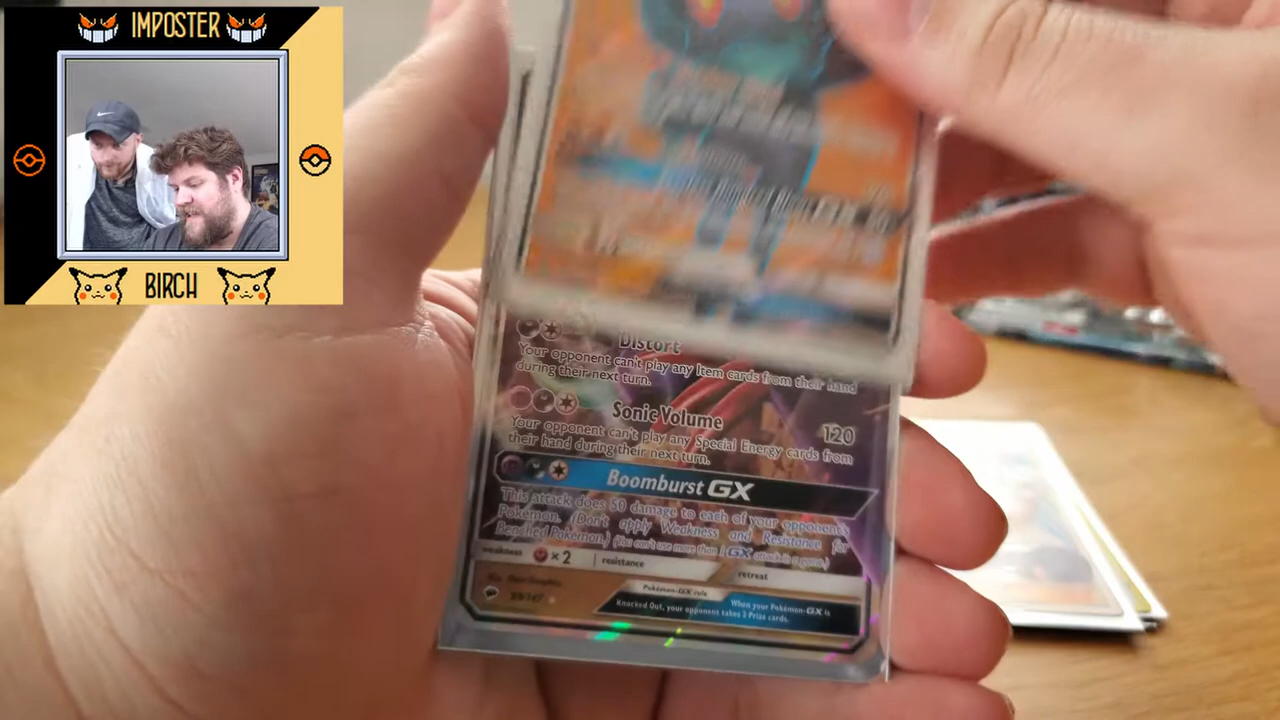 IMPOSTER
BIRCH
Distort
Your opponent can't play any Item cards from their hand
during their next turn.
Sonic Volume
120
Your opponent can't play any Special Energy cards from
their hand during their next turn.
Boomburst GX
This attack does 50 damage to each of your opponent's
Pokémon. (Don't apply Weakness and Resistance for
Benched Pokémon.) (You can't use more than 1 GX attack in a game.)
weakness ×2 resistance
retreat
Pokémon-GX rule
When your Pokémon-GX is
Knocked Out, your opponent takes 2 Prize cards.